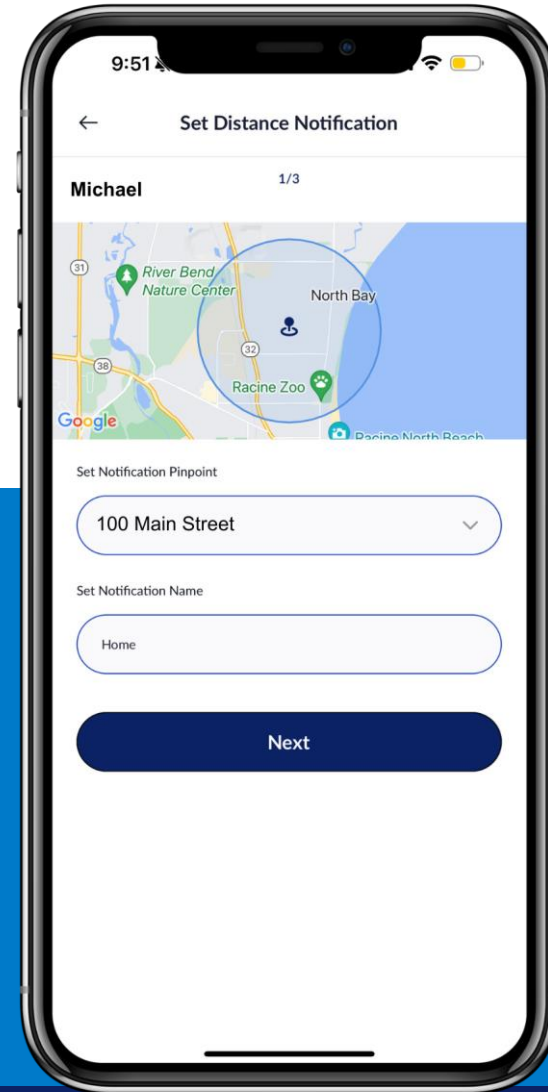 9:51
Set Distance Notification
Michael
1/3
31
River Bend
Nature Center
North Bay
32
38
Racine Zoo
Google
Racine North Beach
Set Notification Pinpoint
100 Main Street
Set Notification Name
Home
Next